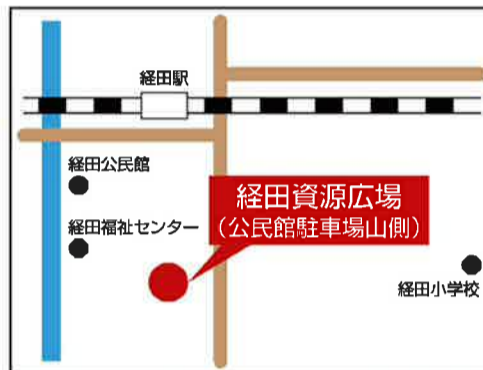 経田駅
経田公民館
経田資源広場
（公民館駐車場山側）
経田福祉センター
経田小学校